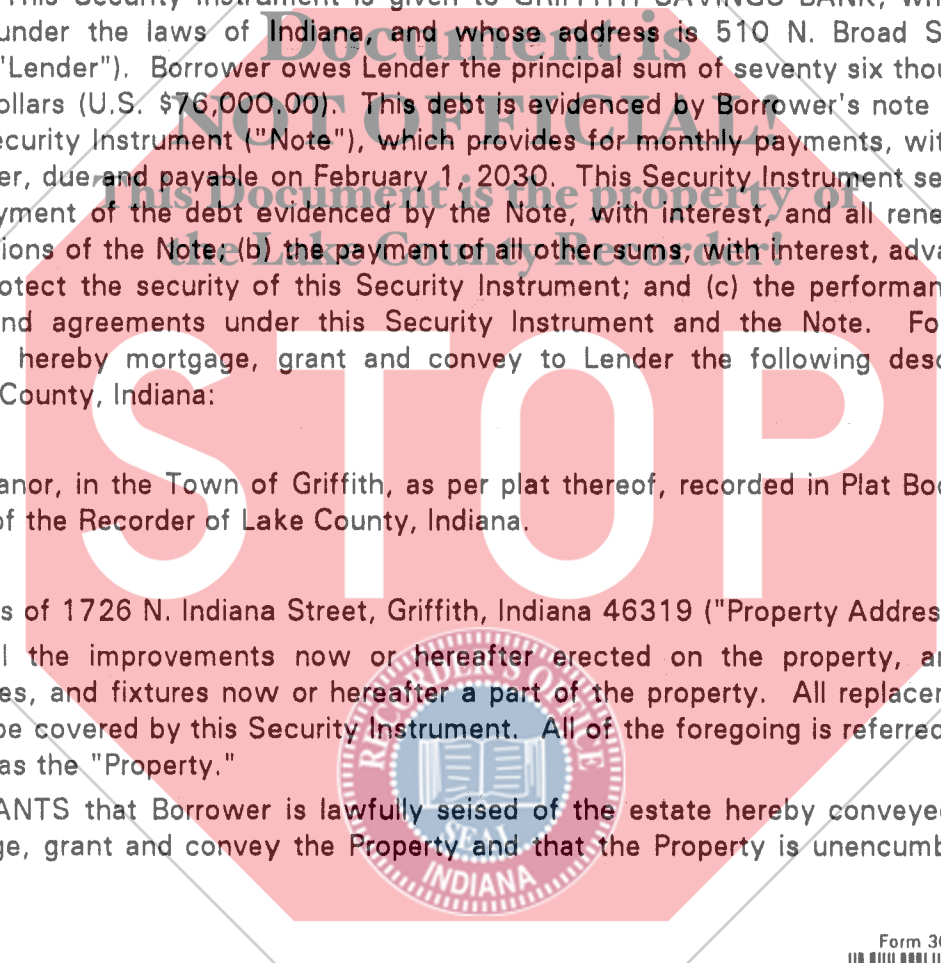 This Security Instrument is given to GRIFFITH SAVINGS BANK,
under the laws of Indiana, and whose address is 510 N. Broad S
Document is
"Lender"). Borrower owes Lender the principal sum of seventy six thou
ollars (U.S. $76,000.00). This debt is evidenced by Borrower's note
NOT OFFICIAL!
ecurity Instrument ("Note"), which provides for monthly payments, wit
er, due and payable on February 1, 2030. This Security Instrument se
This Document is the property of
yment of the debt evidenced by the Note, with interest, and all rene
ions of the Note; (b) the payment of all other sums, with interest, adva
the Lake County Recorder!
otect the security of this Security Instrument; and (c) the performan
nd agreements under this Security Instrument and the Note. Fo
hereby mortgage, grant and convey to Lender the following desc
County, Indiana:
STOP
anor, in the Town of Griffith, as per plat thereof, recorded in Plat Boo
of the Recorder of Lake County, Indiana.
s of 1726 N. Indiana Street, Griffith, Indiana 46319 ("Property Addres
l the improvements now or hereafter erected on the property, a
es, and fixtures now or hereafter a part of the property. All replacer
be covered by this Security Instrument. All of the foregoing is referred
as the "Property."
RECORDER'S OFFICE
SEAL
INDIANA
ANTS that Borrower is lawfully seised of the estate hereby conveyed
ge, grant and convey the Property and that the Property is unencumb
Form 30